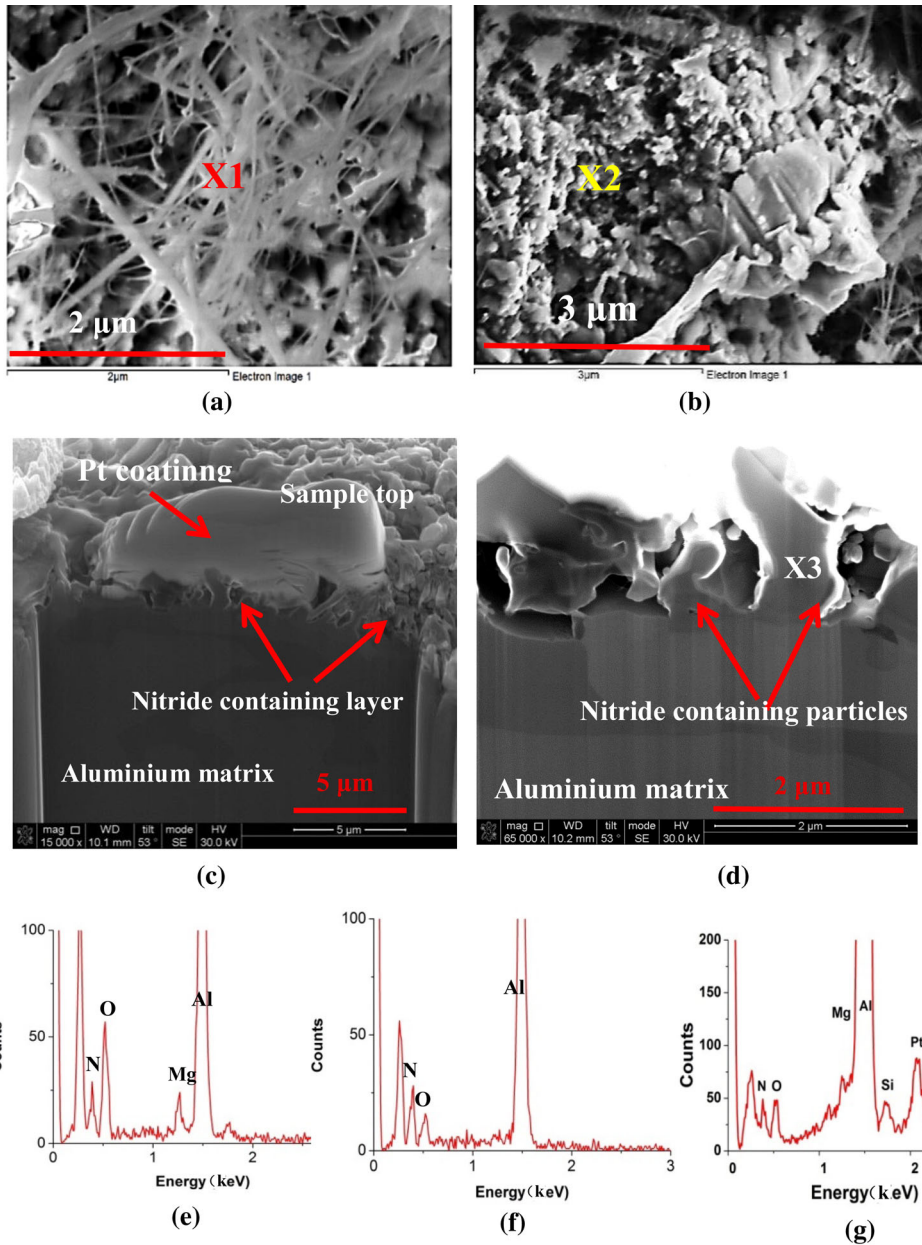 X1
2 µm
2µm Electron Image 1
(a)
X2
3 µm
3µm Electron Image 1
(b)
Pt coatinng
Sample top
Nitride containing layer
Aluminium matrix
5 µm
mag □ WD tilt mode HV
15 000 x 10.1 mm 53 ° SE 30.0 kV
5 µm
(c)
X3
Nitride containing particles
Aluminium matrix
2 µm
mag □ WD tilt mode HV
65 000 x 10.2 mm 53 ° SE 30.0 kV
2 µm
(d)
100
50
0
Counts
N
O
Mg
Al
0 1 2
Energy(keV)
(e)
100
50
0
Counts
N
O
Al
0 1 2 3
Energy(keV)
(f)
200
150
100
50
0
Counts
N
O
Mg
Al
Si
Pt
0 1 2
Energy(keV)
(g)